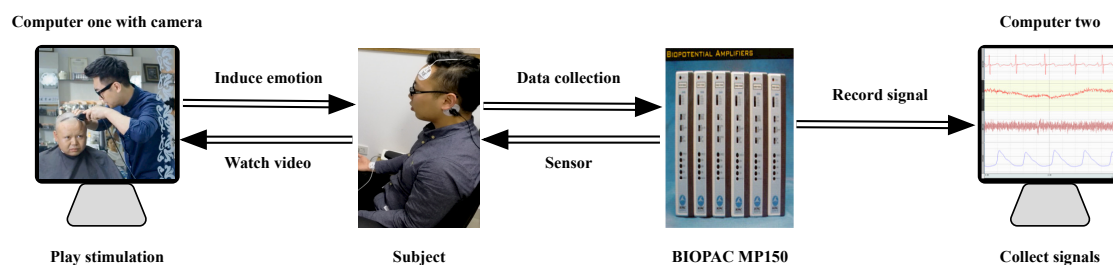 Computer one with camera
Computer two
BIOPOTENTIAL AMPLIFIERS
Induce emotion
Data collection
Record signal
Watch video
Sensor
Play stimulation
Subject
BIOPAC MP150
Collect signals